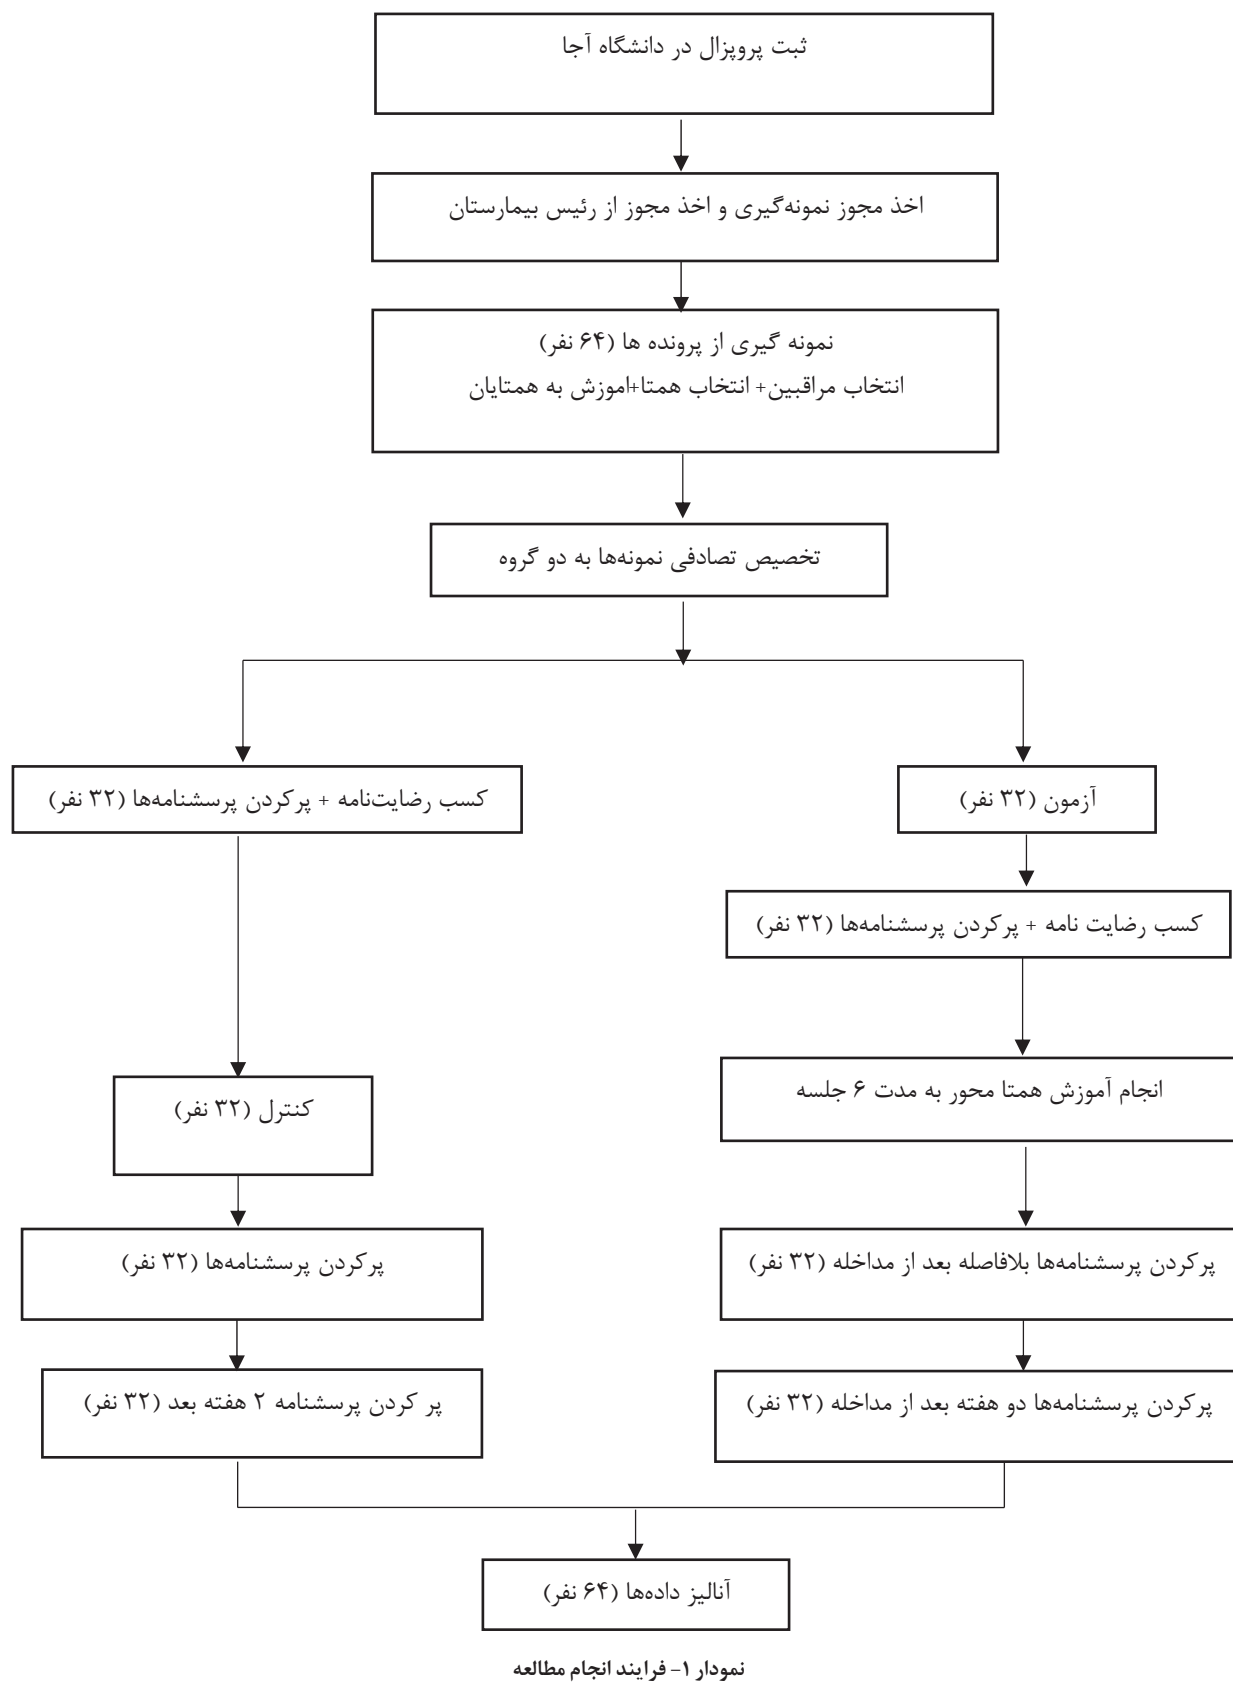 ثبت پروپزال در دانشگاه آجا
اخذ مجوز نمونه‌گیری و اخذ مجوز از رئیس بیمارستان
نمونه گیری از پرونده ها (۶۴ نفر)
انتخاب مراقبین+ انتخاب همتا+اموزش به همتایان
تخصیص تصادفی نمونه‌ها به دو گروه
آزمون (۳۲ نفر)
کسب رضایت‌نامه + پرکردن پرسشنامه‌ها (۳۲ نفر)
کسب رضایت نامه + پرکردن پرسشنامه‌ها (۳۲ نفر)
انجام آموزش همتا محور به مدت ۶ جلسه
کنترل (۳۲ نفر)
پرکردن پرسشنامه‌ها بلافاصله بعد از مداخله (۳۲ نفر)
پرکردن پرسشنامه‌ها (۳۲ نفر)
پرکردن پرسشنامه‌ها دو هفته بعد از مداخله (۳۲ نفر)
پر کردن پرسشنامه ۲ هفته بعد (۳۲ نفر)
آنالیز داده‌ها (۶۴ نفر)
نمودار ۱- فرایند انجام مطالعه